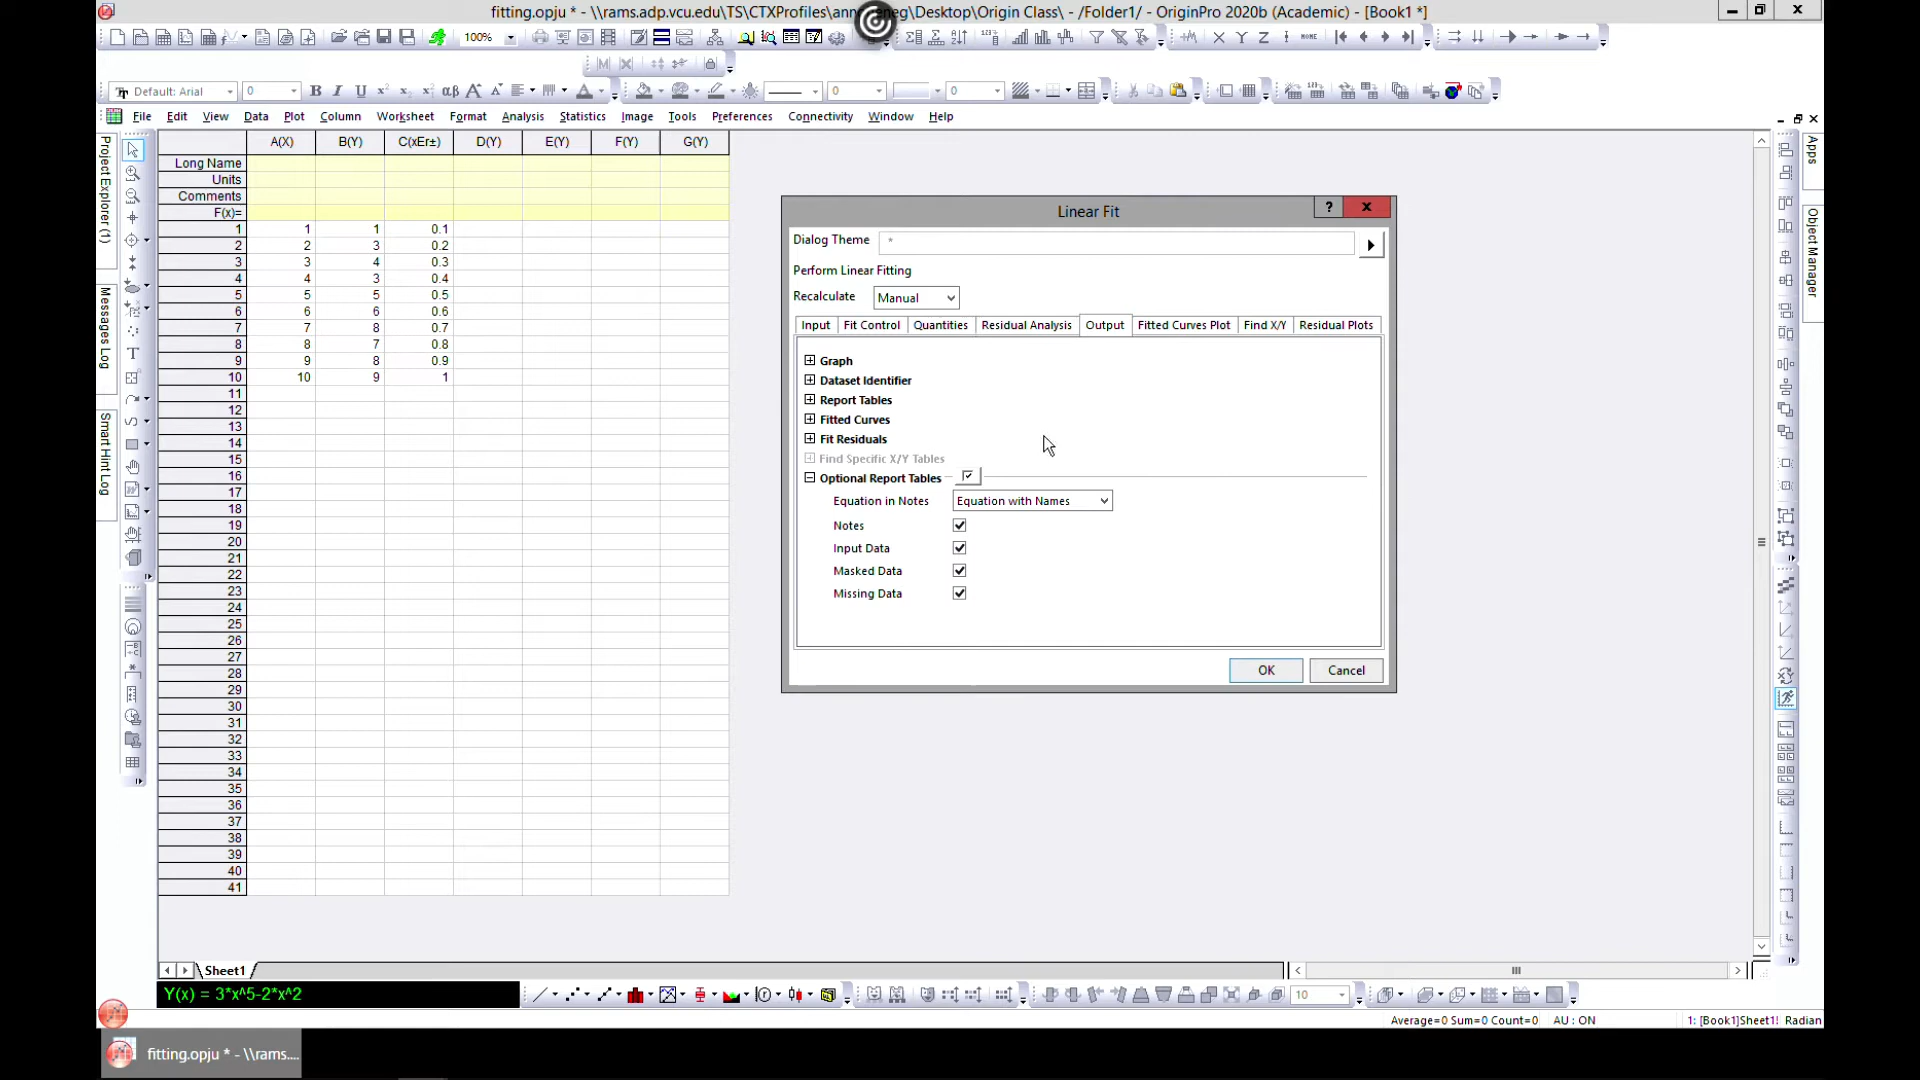 fitting.opju * - \\rams.adp.vcu.edu\TS\CTXProfiles\ann eneg\Desktop\Origin Class\ - /Folder1/ - OriginPro 2020b (Academic) - [Book1 *]
100%
Default: Arial 0 B I U 0 0
File Edit View Data Plot Column Worksheet Format Analysis Statistics Image Tools Preferences Connectivity Window Help
Project Explorer (1)
Messages Log
Smart Hint Log
Apps
Object Manager
A(X) B(Y) C(xEr±) D(Y) E(Y) F(Y) G(Y)
Long Name
Units
Comments
F(x)=
1 1 1 0.1
2 2 3 0.2
3 3 4 0.3
4 4 3 0.4
5 5 5 0.5
6 6 6 0.6
7 7 8 0.7
8 8 7 0.8
9 9 8 0.9
10 10 9 1
11
12
13
14
15
16
17
18
19
20
21
22
23
24
25
26
27
28
29
30
31
32
33
34
35
36
37
38
39
40
41
Linear Fit
Dialog Theme *
Perform Linear Fitting
Recalculate Manual
Input Fit Control Quantities Residual Analysis Output Fitted Curves Plot Find X/Y Residual Plots
Graph
Dataset Identifier
Report Tables
Fitted Curves
Fit Residuals
Find Specific X/Y Tables
Optional Report Tables
Equation in Notes Equation with Names
Notes
Input Data
Masked Data
Missing Data
OK Cancel
Sheet1
Y(x) = 3*x^5-2*x^2
10
Average=0 Sum=0 Count=0 AU : ON 1: [Book1]Sheet1! Radian
fitting.opju * - \\rams....